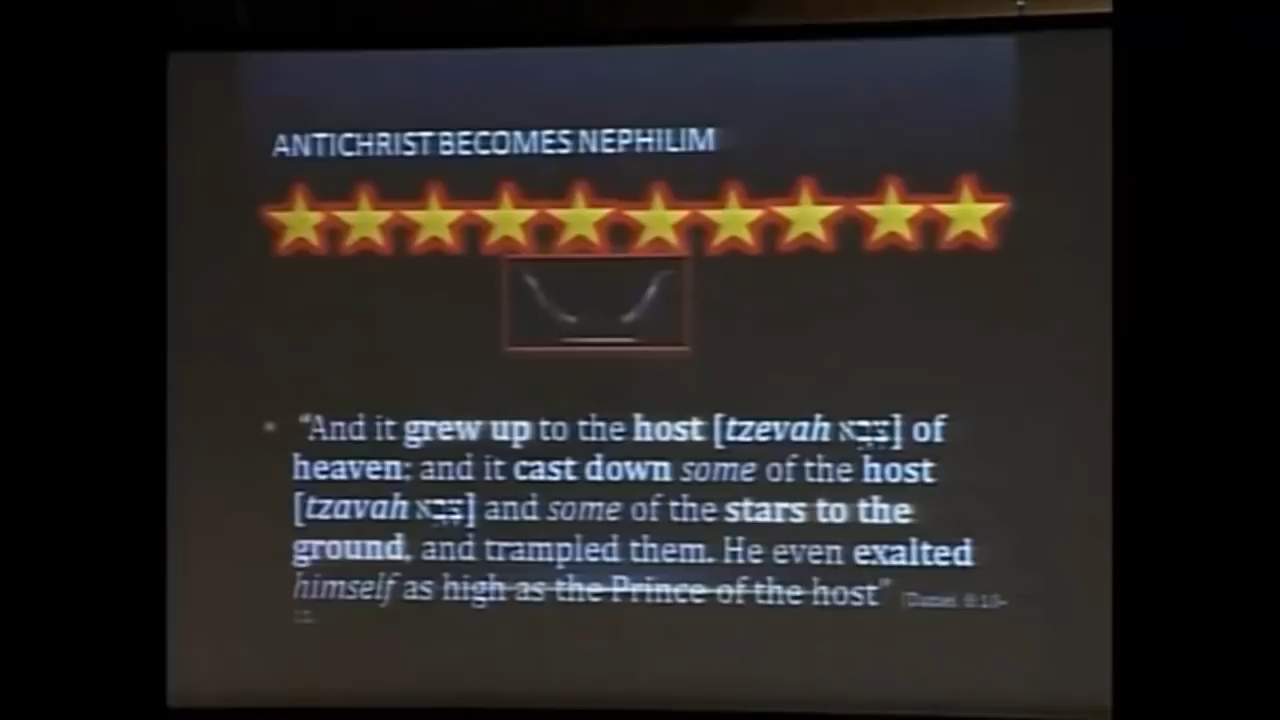 ANTICHRIST BECOMES NEPHILIM
"And it grew up to the host [tzevah צְבָא] of
heaven; and it cast down some of the host
[tzavah צָבָא] and some of the stars to the
ground, and trampled them. He even exalted
himself as high as the Prince of the host"